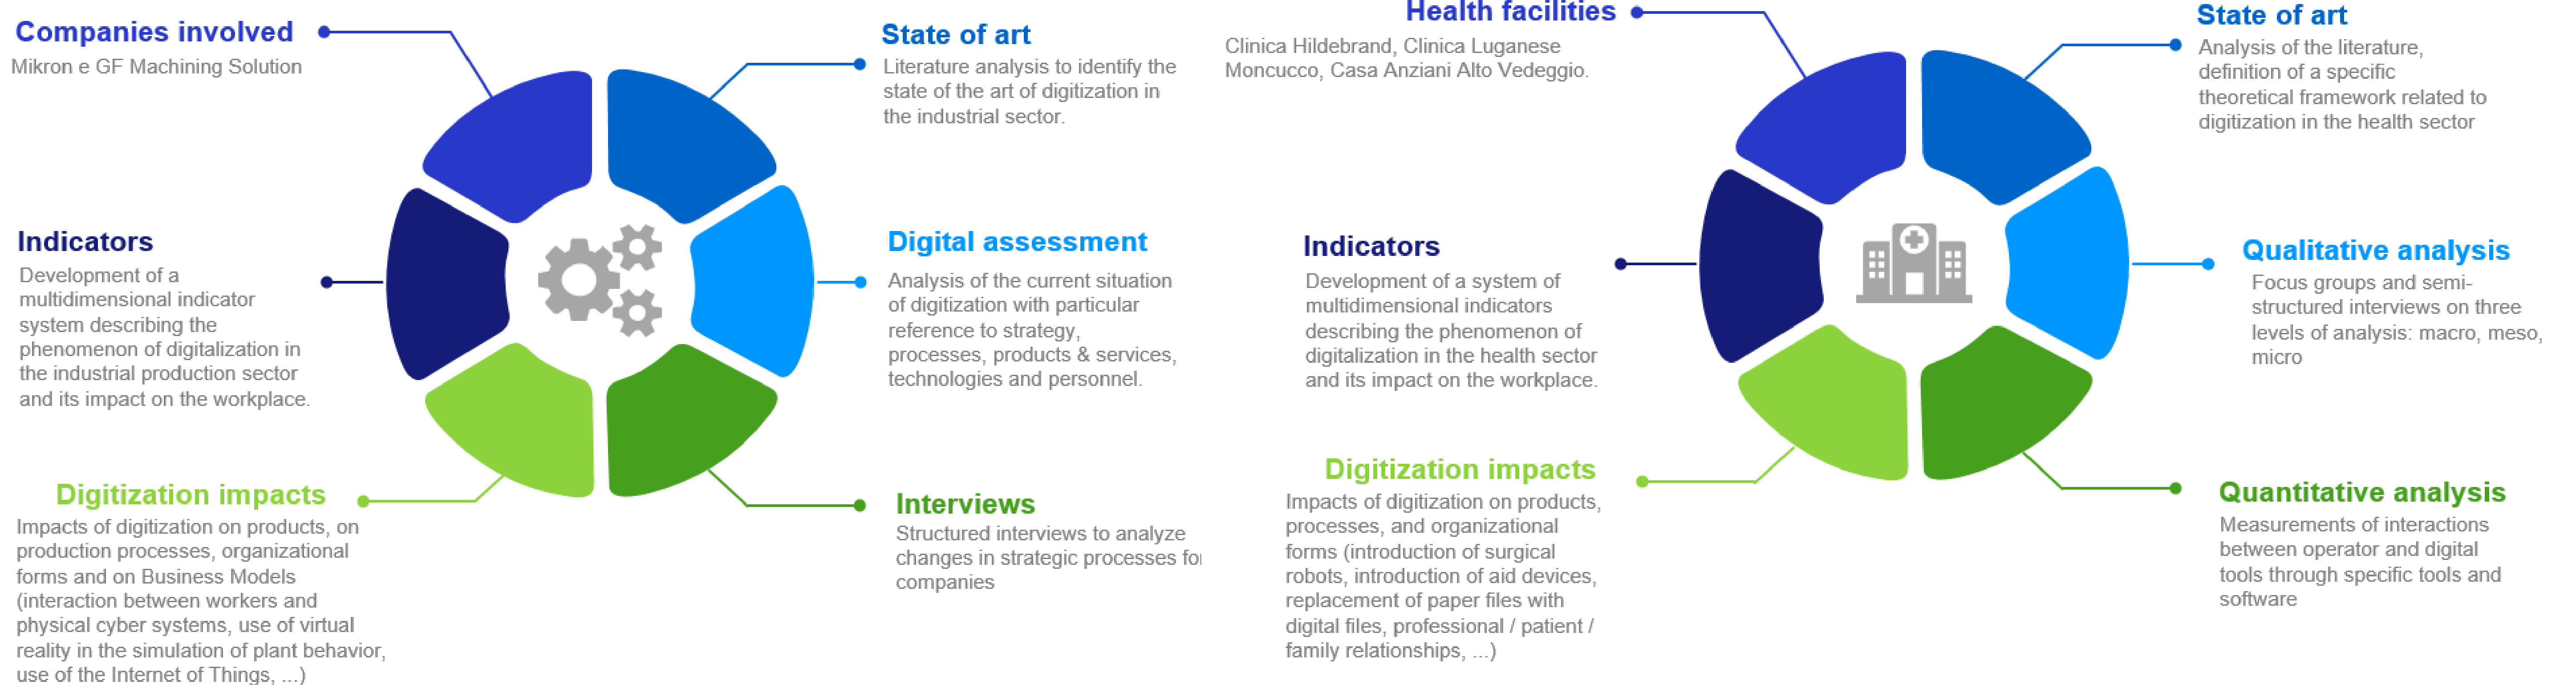 Companies involved
Mikron e GF Machining Solution
State of art
Literature analysis to identify the
state of the art of digitization in
the industrial sector.
Indicators
Development of a
multidimensional indicator
system describing the
phenomenon of digitalization in
the industrial production sector
and its impact on the workplace.
Digital assessment
Analysis of the current situation
of digitization with particular
reference to strategy,
processes, products & services,
technologies and personnel.
Digitization impacts
Impacts of digitization on products, on
production processes, organizational
forms and on Business Models
(interaction between workers and
physical cyber systems, use of virtual
reality in the simulation of plant behavior,
use of the Internet of Things, ...)
Interviews
Structured interviews to analyze
changes in strategic processes for
companies
Health facilities
Clinica Hildebrand, Clinica Luganese
Moncucco, Casa Anziani Alto Vedeggio.
State of art
Analysis of the literature,
definition of a specific
theoretical framework related to
digitization in the health sector
Indicators
Development of a system of
multidimensional indicators
describing the phenomenon of
digitalization in the health sector
and its impact on the workplace.
Qualitative analysis
Focus groups and semi-
structured interviews on three
levels of analysis: macro, meso,
micro
Digitization impacts
Impacts of digitization on products,
processes, and organizational
forms (introduction of surgical
robots, introduction of aid devices,
replacement of paper files with
digital files, professional / patient /
family relationships, ...)
Quantitative analysis
Measurements of interactions
between operator and digital
tools through specific tools and
software